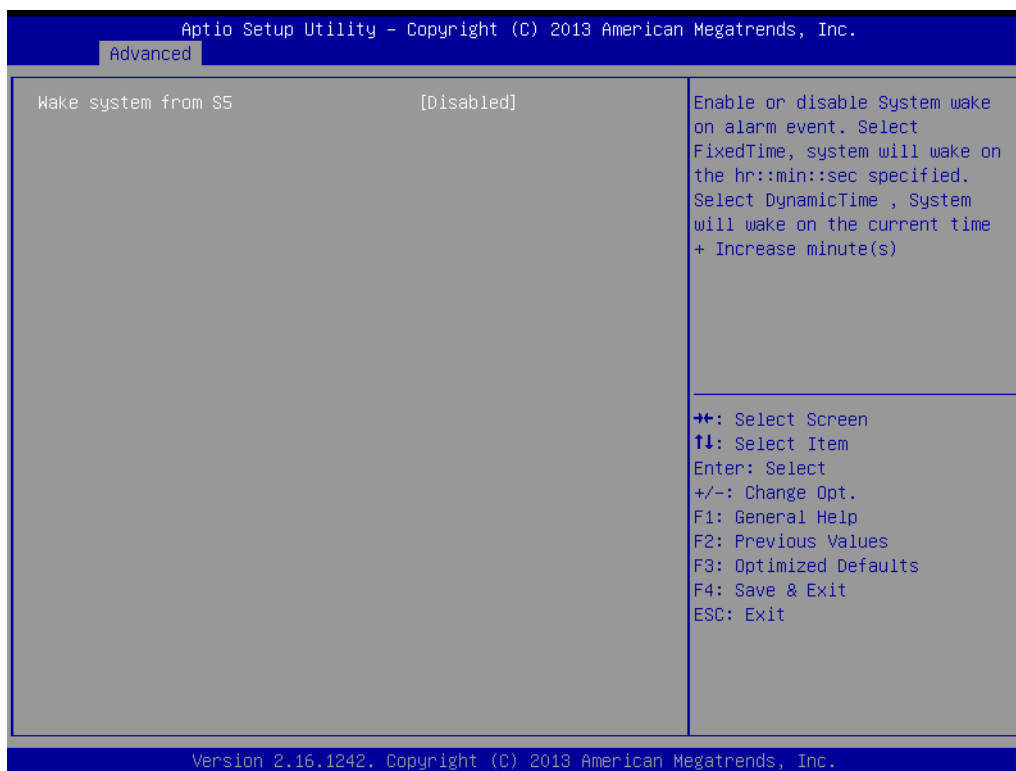 Aptio Setup Utility – Copyright (C) 2013 American Megatrends, Inc.
Advanced
Wake system from S5 [Disabled]
Enable or disable System wake
on alarm event. Select
FixedTime, system will wake on
the hr::min::sec specified.
Select DynamicTime , System
will wake on the current time
+ Increase minute(s)
→←: Select Screen
↑↓: Select Item
Enter: Select
+/-: Change Opt.
F1: General Help
F2: Previous Values
F3: Optimized Defaults
F4: Save & Exit
ESC: Exit
Version 2.16.1242. Copyright (C) 2013 American Megatrends, Inc.